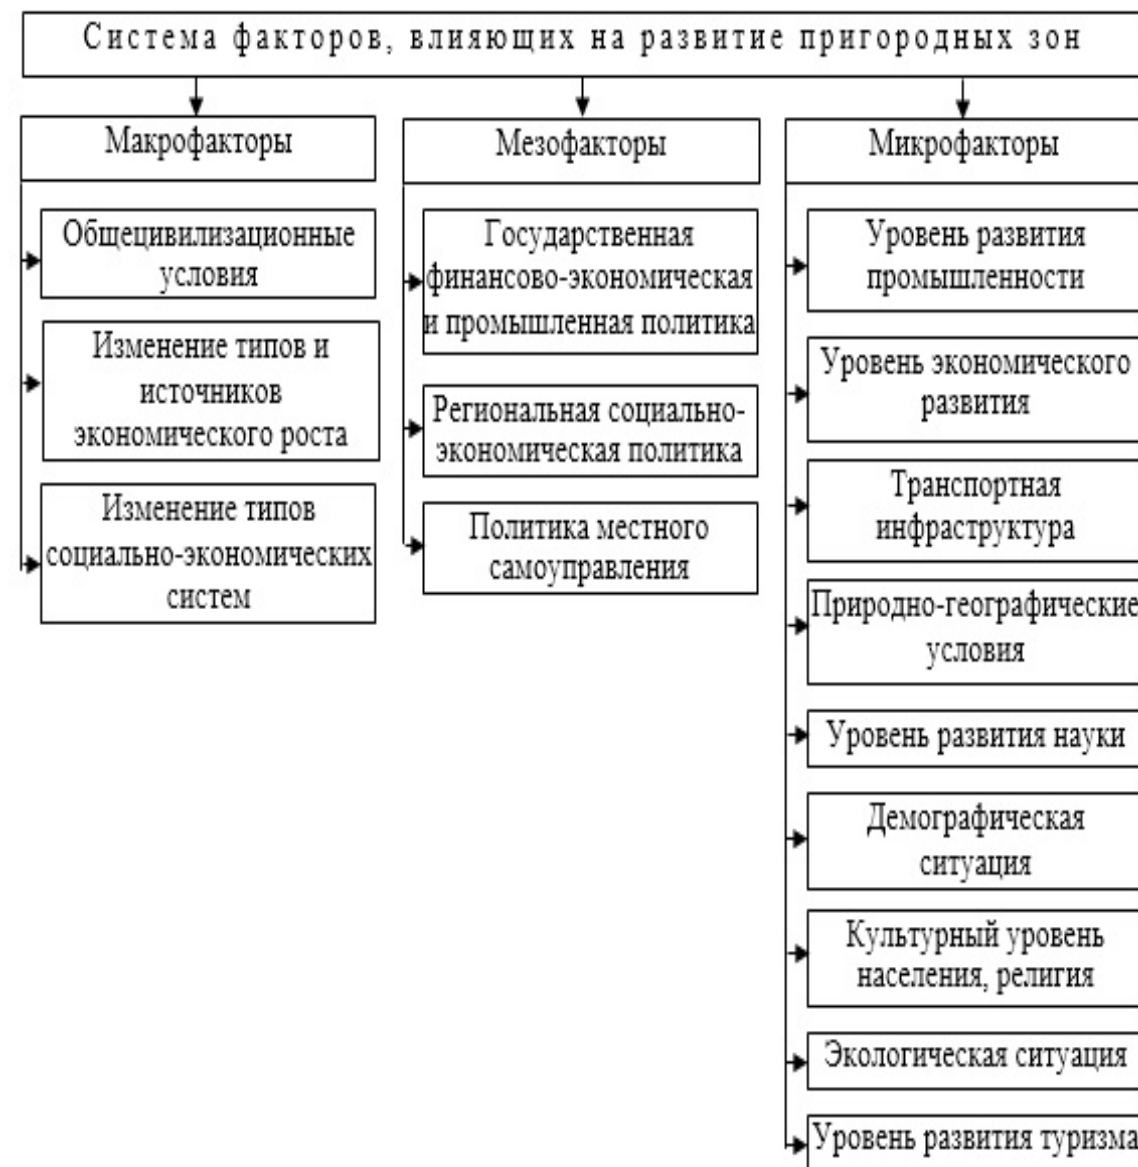 Система факторов, влияющих на развитие пригородных зон
Макрофакторы
Общецивилизационные
условия
Изменение типов и
источников
экономического роста
Изменение типов
социально-экономических
систем
Мезофакторы
Государственная
финансово-экономическая
и промышленная политика
Региональная социально-
экономическая политика
Политика местного
самоуправления
Микрофакторы
Уровень развития
промышленности
Уровень экономического
развития
Транспортная
инфраструктура
Природно-географические
условия
Уровень развития науки
Демографическая
ситуация
Культурный уровень
населения, религия
Экологическая ситуация
Уровень развития туризма